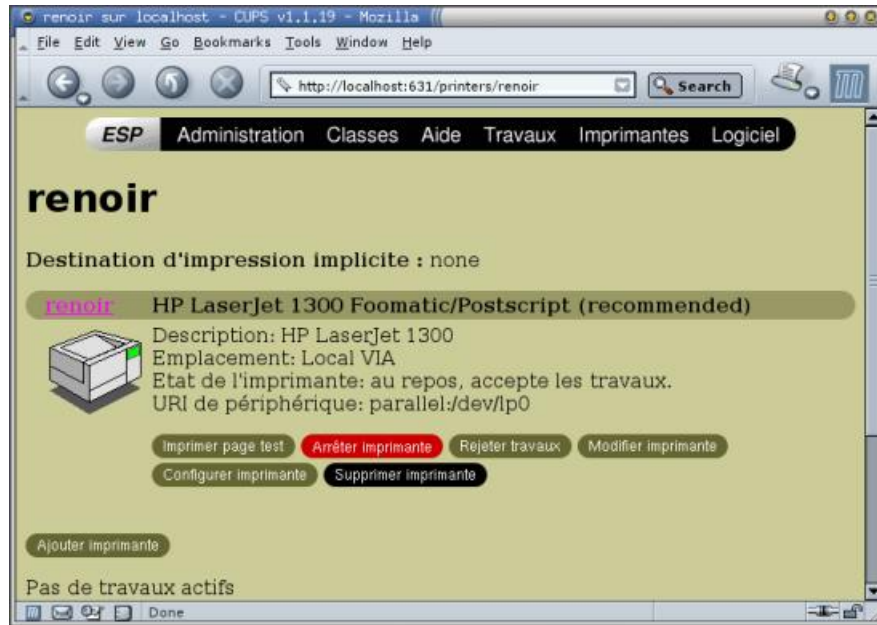 renoir sur localhost - CUPS v1.1.19 - Mozilla
File Edit View Go Bookmarks Tools Window Help
http://localhost:631/printers/renoir Search
ESP Administration Classes Aide Travaux Imprimantes Logiciel
renoir
Destination d'impression implicite : none
renoir HP LaserJet 1300 Foomatic/Postscript (recommended)
Description: HP LaserJet 1300
Emplacement: Local VIA
Etat de l'imprimante: au repos, accepte les travaux.
URI de périphérique: parallel:/dev/lp0
Imprimer page test Arrêter imprimante Rejeter travaux Modifier imprimante
Configurer imprimante Supprimer imprimante
Ajouter imprimante
Pas de travaux actifs
Done